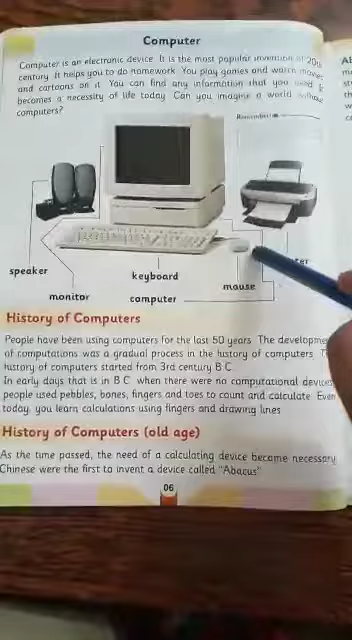 Computer
Computer is an electronic device. It is the most popular invention of 20th
century. It helps you to do homework. You play games and watch movies
and cartoons on it. You can find any information that you need. It
becomes a necessity of life today. Can you imagine a world without
computers?
Remember!
speaker
keyboard
monitor
mouse
computer
History of Computers
People have been using computers for the last 50 years. The developme
of computations was a gradual process in the history of computers. T
history of computers started from 3rd century B.C.
In early days that is in B.C. when there were no computational devices
people used pebbles, bones, fingers and toes to count and calculate. Even
today, you learn calculations using fingers and drawing lines.
History of Computers (old age)
As the time passed, the need of a calculating device became necessary.
Chinese were the first to invent a device called "Abacus"
06